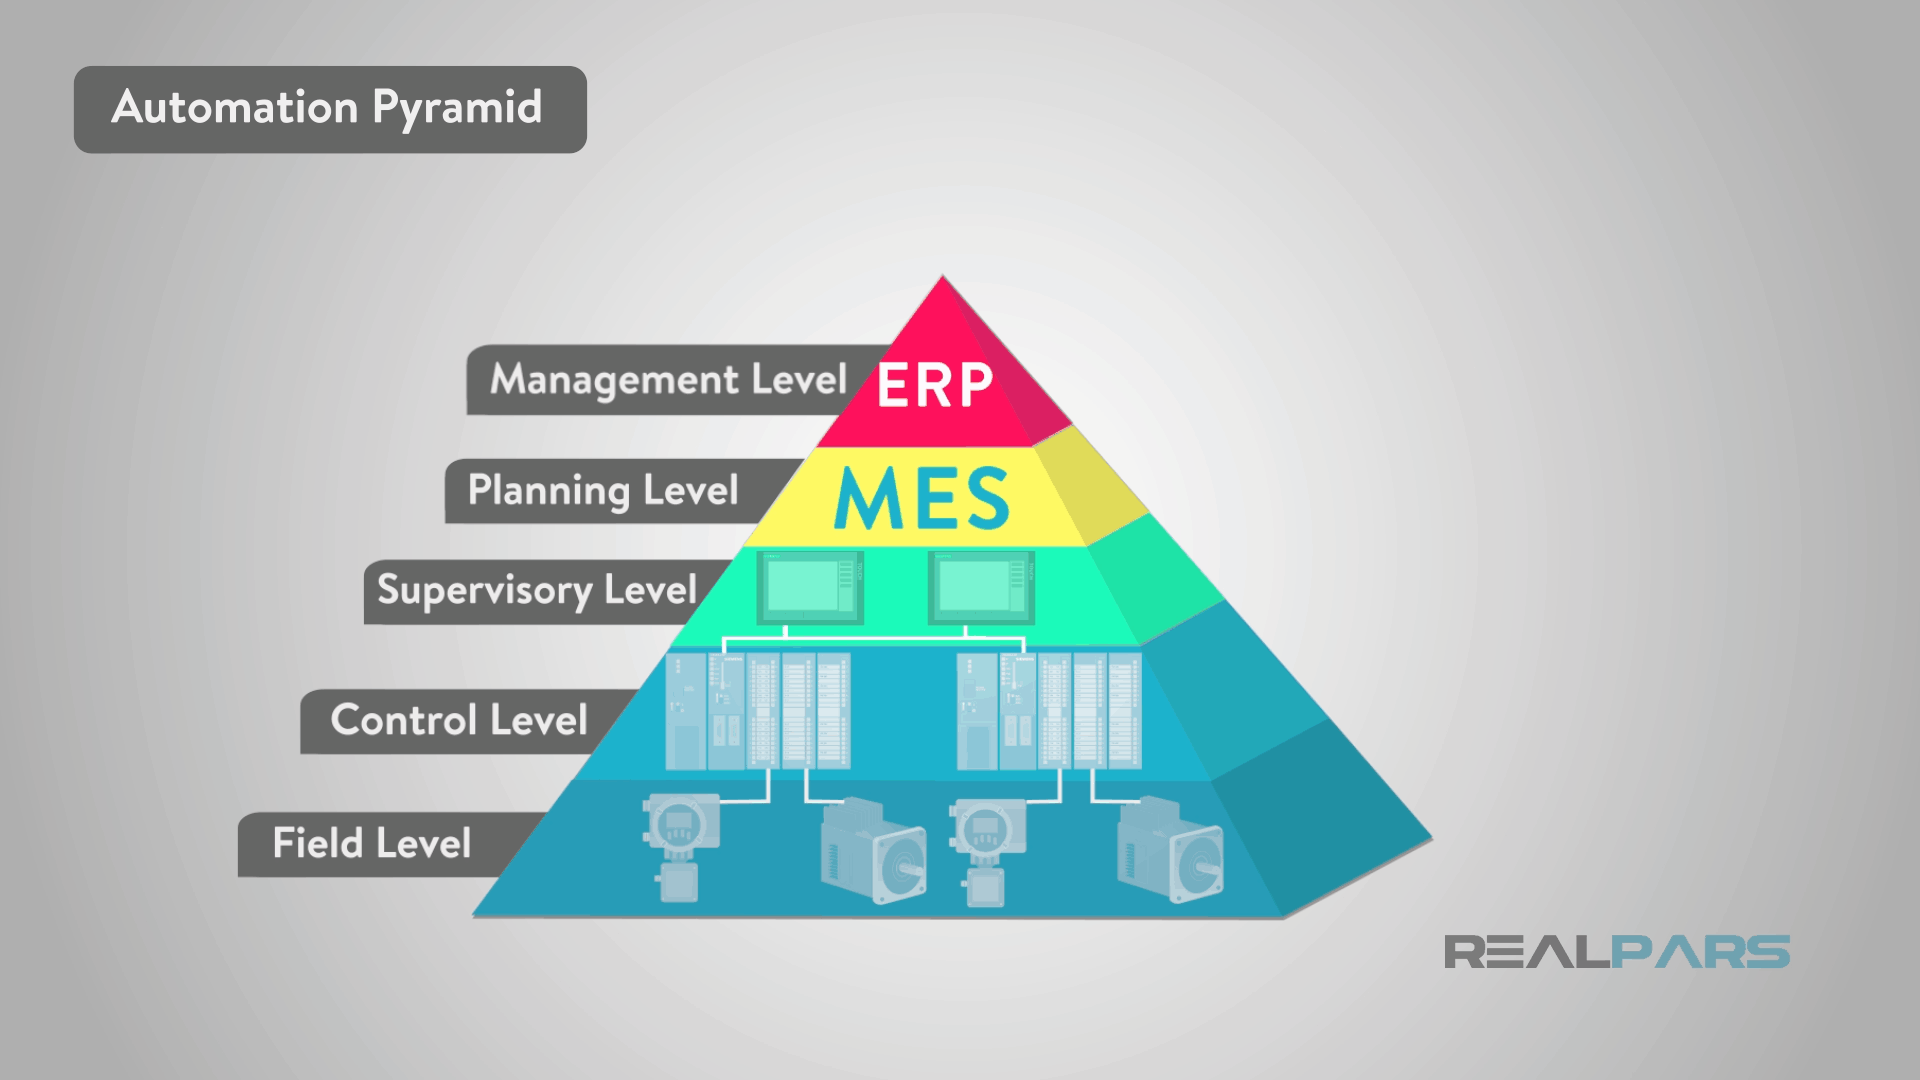 Automation Pyramid
Management Level
ERP
Planning Level
MES
Supervisory Level
Control Level
Field Level
REALPARS